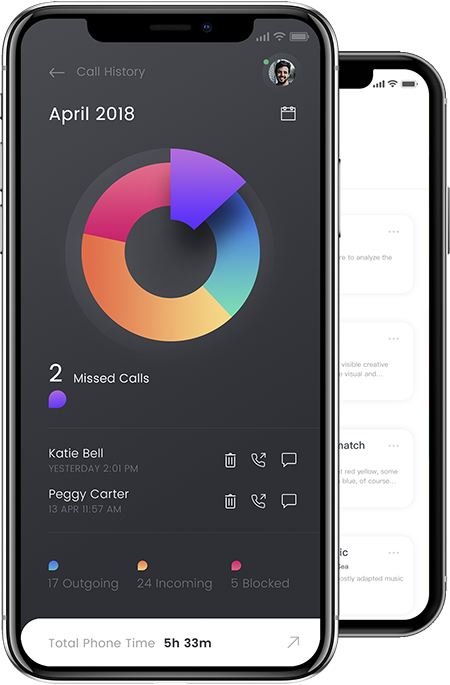 Call History
April 2018
2 Missed Calls
Katie Bell
YESTERDAY 2:01 PM
Peggy Carter
13 APR 11:57 AM
17 Outgoing 24 Incoming 5 Blocked
Total Phone Time 5h 33m
re to analyze the
visible creative
e visual and...
match
t red yellow, some
blue, of course...
ic
Sea
ostly adapted music